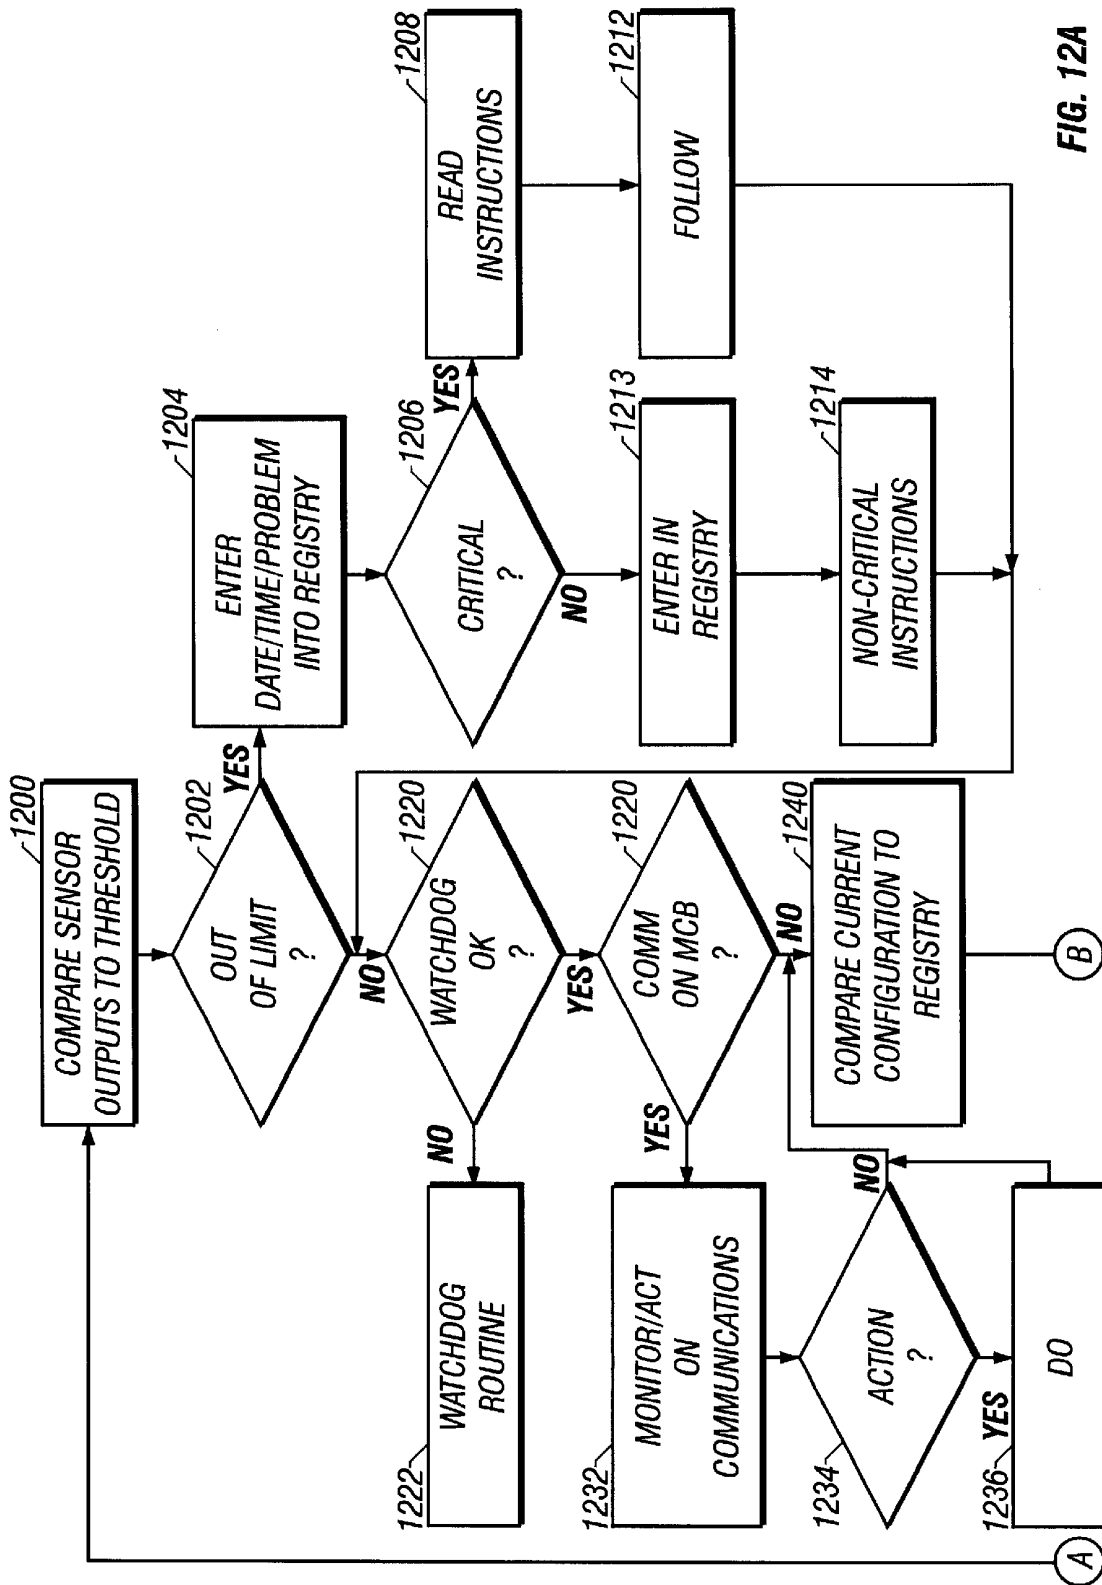 1200
COMPARE SENSOR
OUTPUTS TO THRESHOLD
1202
OUT
OF LIMIT
?
YES
NO
1204
ENTER
DATE/TIME/PROBLEM
INTO REGISTRY
1206
CRITICAL
?
YES
NO
1208
READ
INSTRUCTIONS
1212
FOLLOW
1213
ENTER IN
REGISTRY
1214
NON-CRITICAL
INSTRUCTIONS
1220
WATCHDOG
OK
?
NO
YES
1222
WATCHDOG
ROUTINE
1220
COMM
ON MCB
?
YES
NO
1232
MONITOR/ACT
ON
COMMUNICATIONS
1234
ACTION
?
NO
YES
1236
DO
1240
COMPARE CURRENT
CONFIGURATION TO
REGISTRY
A
B
FIG. 12A